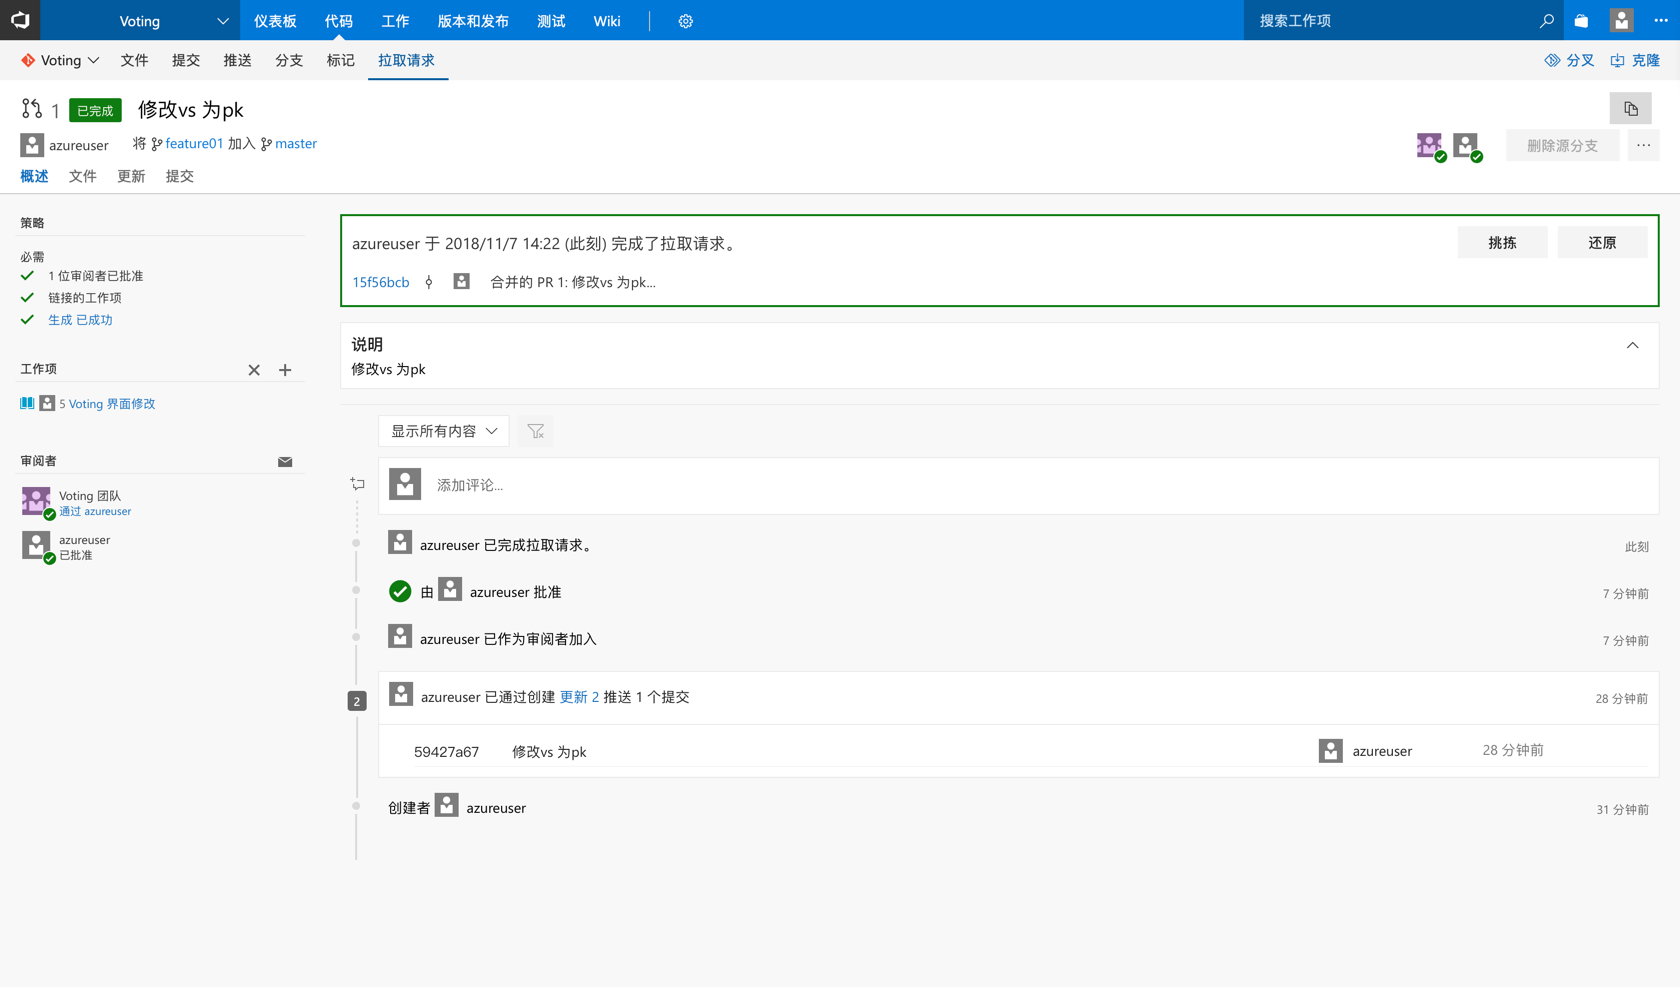 Voting 仪表板 代码 工作 版本和发布 测试 Wiki 搜索工作项
Voting 文件 提交 推送 分支 标记 拉取请求 分叉 克隆
1 已完成 修改vs 为pk
azureuser 将 feature01 加入 master 删除源分支
概述 文件 更新 提交
策略
必需
1 位审阅者已批准
链接的工作项
生成 已成功
工作项
5 Voting 界面修改
审阅者
Voting 团队
通过 azureuser
azureuser
已批准
azureuser 于 2018/11/7 14:22 (此刻) 完成了拉取请求。 挑拣 还原
15f56bcb 合并的 PR 1: 修改vs 为pk...
说明
修改vs 为pk
显示所有内容
添加评论...
azureuser 已完成拉取请求。 此刻
由 azureuser 批准 7 分钟前
azureuser 已作为审阅者加入 7 分钟前
2 azureuser 已通过创建 更新 2 推送 1 个提交 28 分钟前
59427a67 修改vs 为pk azureuser 28 分钟前
创建者 azureuser 31 分钟前